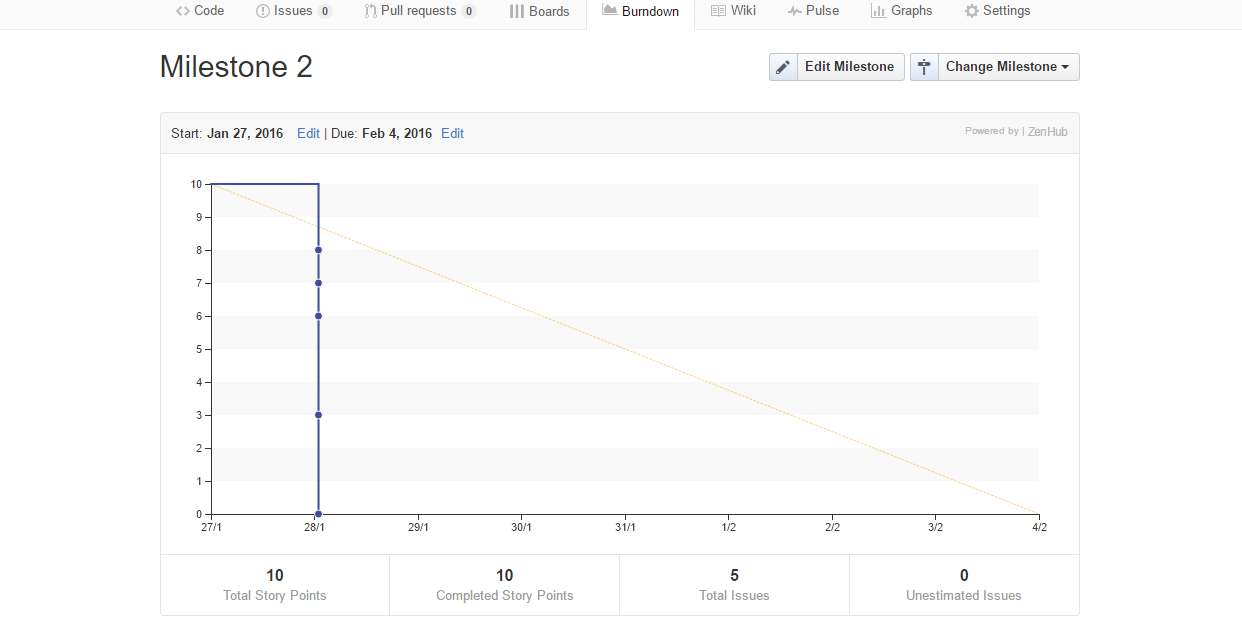 Code Issues 0 Pull requests 0 Boards Burndown Wiki Pulse Graphs Settings
Milestone 2
Edit Milestone Change Milestone
Start: Jan 27, 2016 Edit | Due: Feb 4, 2016 Edit
Powered by | ZenHub
10
9
8
7
6
5
4
3
2
1
0
27/1 28/1 29/1 30/1 31/1 1/2 2/2 3/2 4/2
10 10 5 0
Total Story Points Completed Story Points Total Issues Unestimated Issues